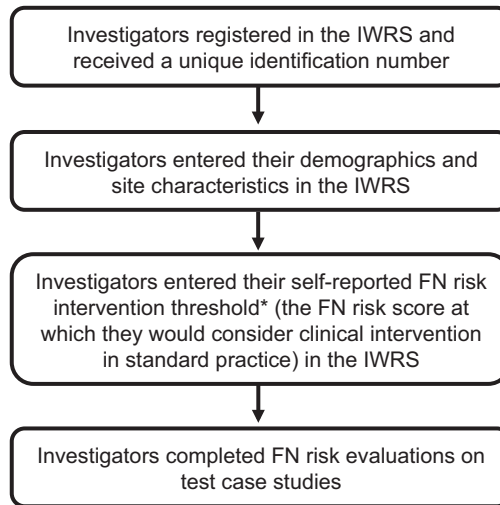 Investigators registered in the IWRS and
received a unique identification number
Investigators entered their demographics and
site characteristics in the IWRS
Investigators entered their self-reported FN risk
intervention threshold* (the FN risk score at
which they would consider clinical intervention
in standard practice) in the IWRS
Investigators completed FN risk evaluations on
test case studies